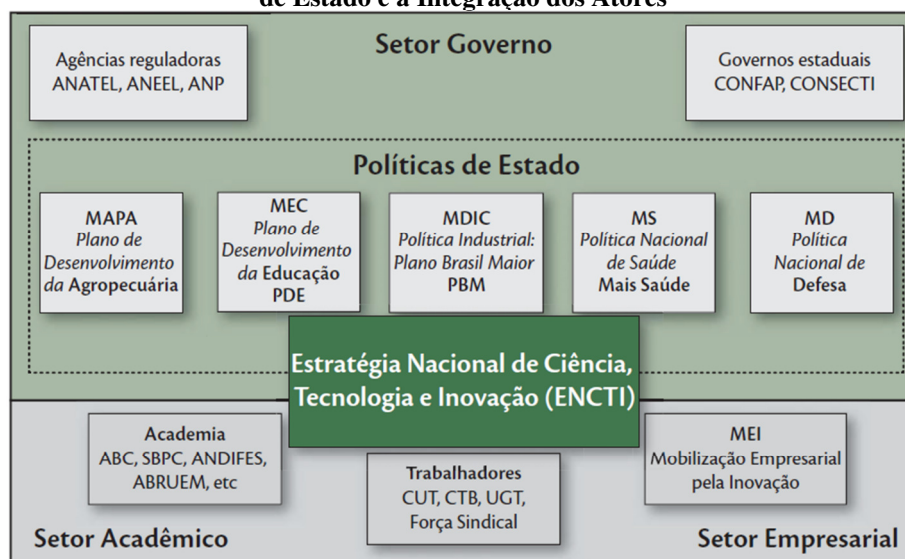 de Estado e a Integração dos Atores
Setor Governo
Agências reguladoras
ANATEL, ANEEL, ANP
Governos estaduais
CONFAP, CONSECTI
Políticas de Estado
MAPA
Plano de
Desenvolvimento
da Agropecuária
MEC
Plano de
Desenvolvimento
da Educação
PDE
MDIC
Política Industrial:
Plano Brasil Maior
PBM
MS
Política Nacional
de Saúde
Mais Saúde
MD
Política
Nacional de
Defesa
Estratégia Nacional de Ciência,
Tecnologia e Inovação (ENCTI)
Academia
ABC, SBPC, ANDIFES,
ABRUEM, etc
Trabalhadores
CUT, CTB, UGT,
Força Sindical
MEI
Mobilização Empresarial
pela Inovação
Setor Acadêmico
Setor Empresarial